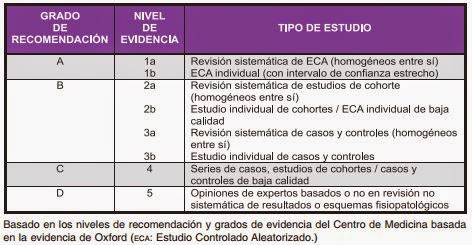 GRADO DE RECOMENDACIÓN NIVEL DE EVIDENCIA TIPO DE ESTUDIO
A 1a Revisión sistemática de ECA (homogéneos entre sí)
1b ECA individual (con intervalo de confianza estrecho)
B 2a Revisión sistemática de estudios de cohorte
(homogéneos entre sí)
2b Estudio individual de cohortes / ECA individual de baja
calidad
3a Revisión sistemática de casos y controles (homogéneos
entre sí)
3b Estudio individual de casos y controles
C 4 Series de casos, estudios de cohortes / casos y
controles de baja calidad
D 5 Opiniones de expertos basados o no en revisión no
sistemática de resultados o esquemas fisiopatológicos
Basado en los niveles de recomendación y grados de evidencia del Centro de Medicina basada
en la evidencia de Oxford (ECA: Estudio Controlado Aleatorizado.)